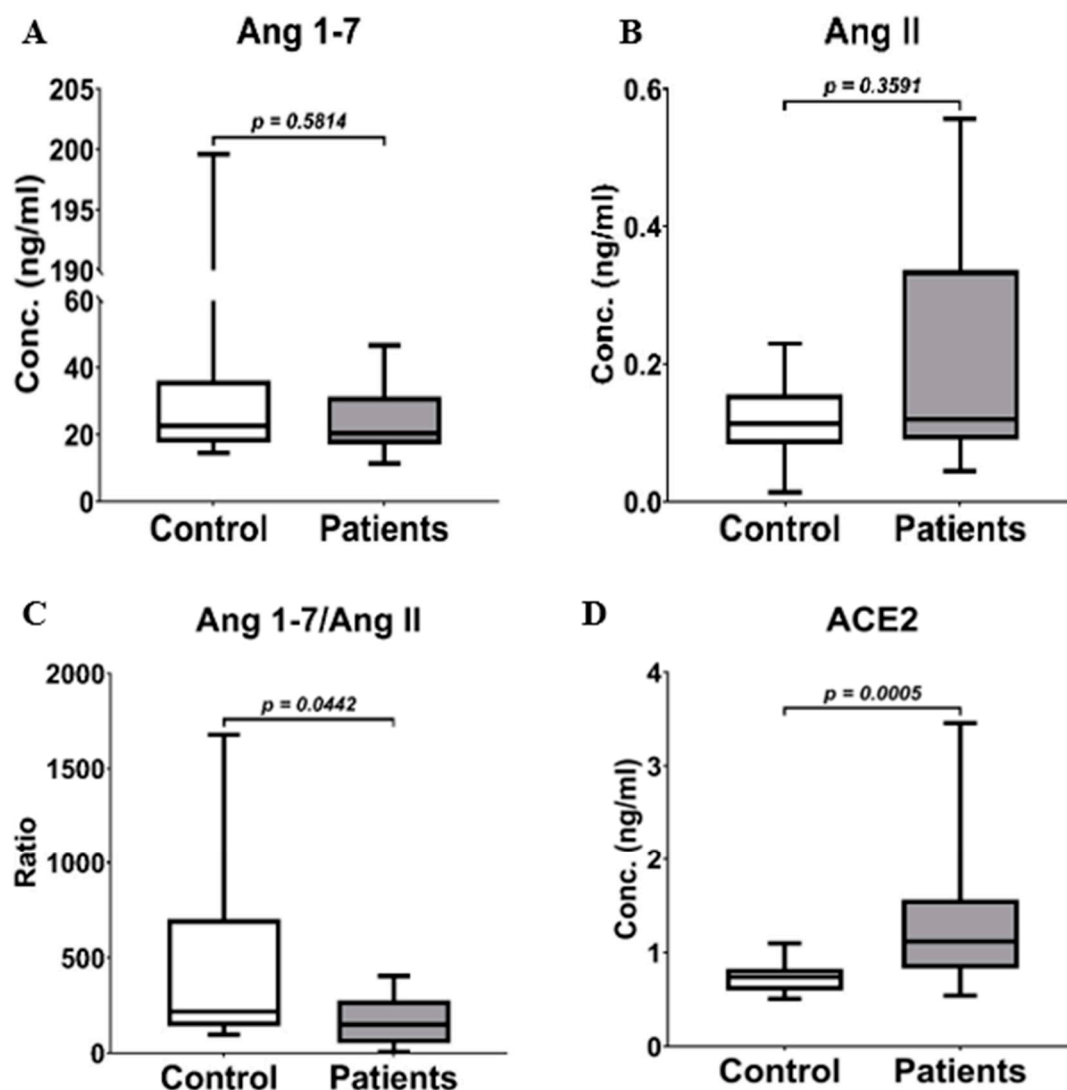 A
Ang 1-7
Conc. (ng/ml)
205
200
195
190
60
40
20
0
p = 0.5814
Control Patients
B
Ang II
Conc. (ng/ml)
0.6
0.4
0.2
0.0
p = 0.3591
Control Patients
C
Ang 1-7/Ang II
Ratio
2000
1500
1000
500
0
p = 0.0442
Control Patients
D
ACE2
Conc. (ng/ml)
4
3
2
1
0
p = 0.0005
Control Patients